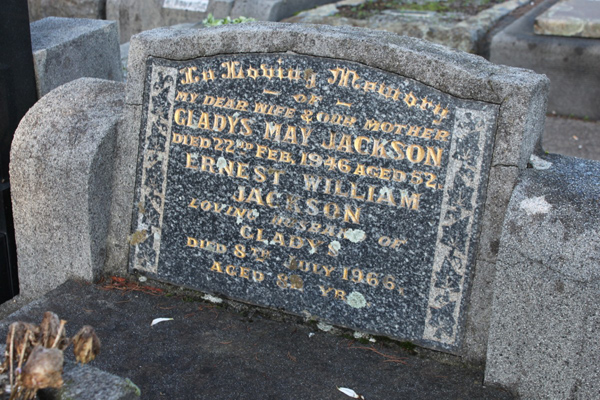 In Loving Memory
— OF —
MY DEAR WIFE & OUR MOTHER
GLADYS MAY JACKSON
DIED 22ND FEB. 1946 AGED 52.
ERNEST WILLIAM
JACKSON
LOVING HUSBAND OF
GLADYS
DIED 8TH JULY 1966,
AGED YRS